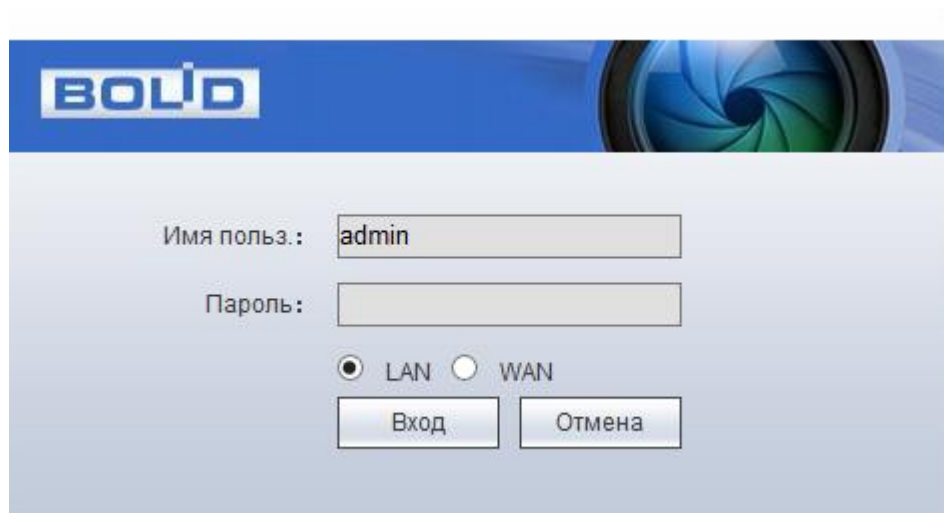 BOLID
Имя польз.:
admin
Пароль:
LAN WAN
Вход Отмена